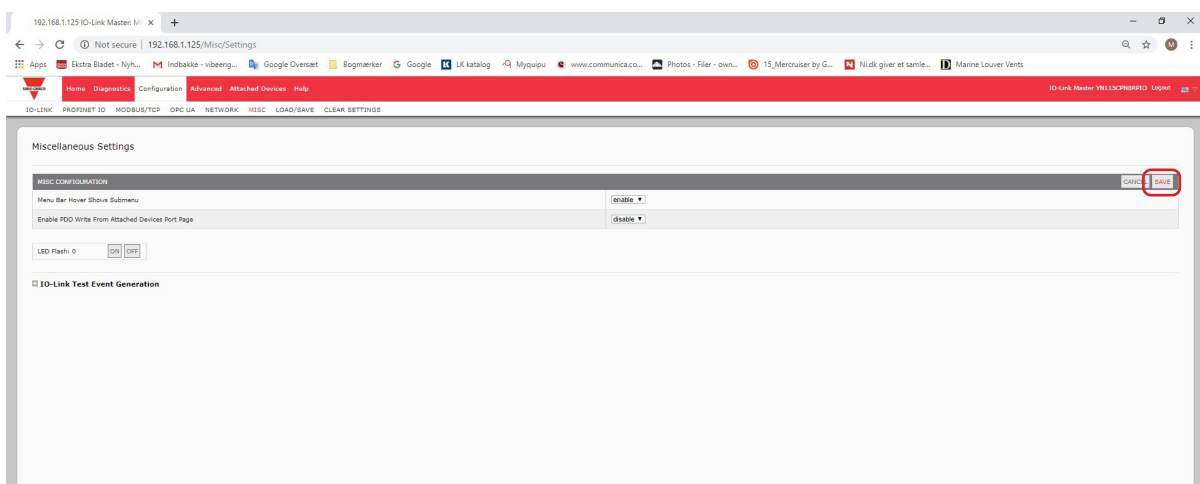 192.168.1.125 IO-Link Master: M
Not secure | 192.168.1.125/Misc/Settings
Apps Ekstra Bladet - Nyh... Indbakke - vibeeng... Google Oversæt Bogmærker Google LK katalog Myquipu www.communica.co... Photos - Filer - own... 15_Mercruiser by G... Ni.dk giver et samle... Marine Louver Vents
CARLO GAVAZZI Home Diagnostics Configuration Advanced Attached Devices Help Logout
IO-LINK PROFINET IO MODBUS/TCP OPC UA NETWORK MISC LOAD/SAVE CLEAR SETTINGS
Miscellaneous Settings
MISC CONFIGURATION CANCEL SAVE
Menu Bar Hover Shows Submenu enable
Enable PDO Write From Attached Devices Port Page disable
LED Flash: 0 ON OFF
IO-Link Test Event Generation